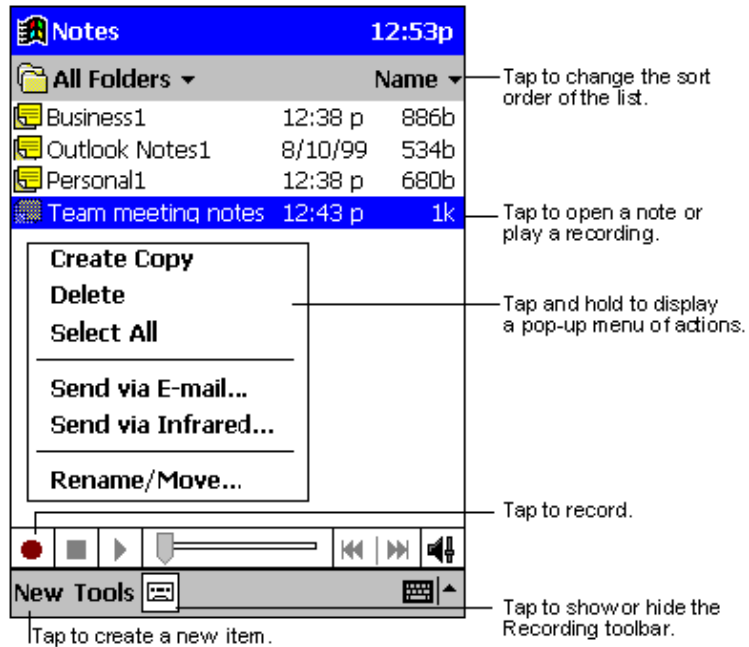 Notes 12:53p
All Folders Name
Tap to change the sort
order of the list.
Business1 12:38 p 886b
Outlook Notes1 8/10/99 534b
Personal1 12:38 p 680b
Team meeting notes 12:43 p 1k
Tap to open a note or
play a recording.
Create Copy
Delete
Select All
Send via E-mail...
Send via Infrared...
Rename/Move...
Tap and hold to display
a pop-up menu of actions.
Tap to record.
New Tools
Tap to show or hide the
Recording toolbar.
Tap to create a new item.